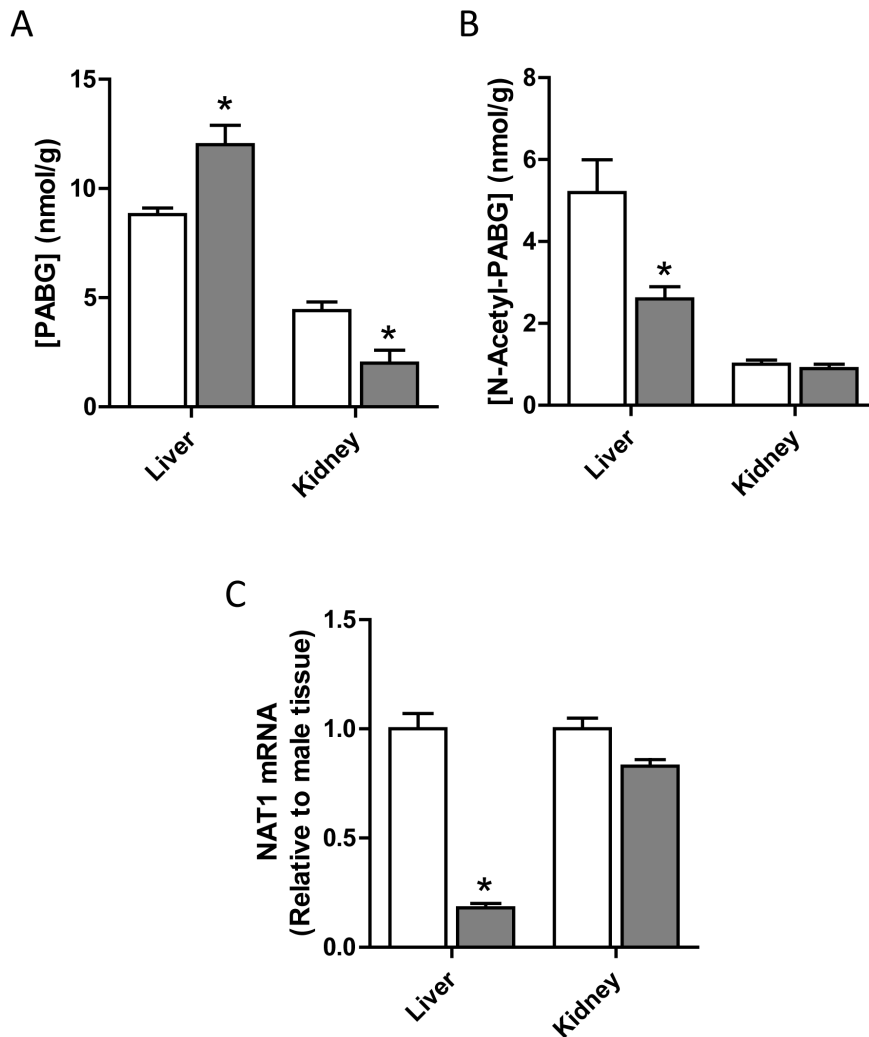 A
[PABG] (nmol/g)
15
10
5
0
*
*
Liver
Kidney
B
[N-Acetyl-PABG] (nmol/g)
8
6
4
2
0
*
Liver
Kidney
C
NAT1 mRNA
(Relative to male tissue)
1.5
1.0
0.5
0.0
*
Liver
Kidney